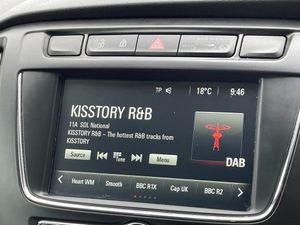 TP 18°C 9:46
KISSTORY R&B
11A SDL National
KISSTORY R&B - The hottest R&B tracks from
KISSTORY
Source Tune Menu
DAB
Heart WM Smooth BBC R1X Cap UK BBC R2